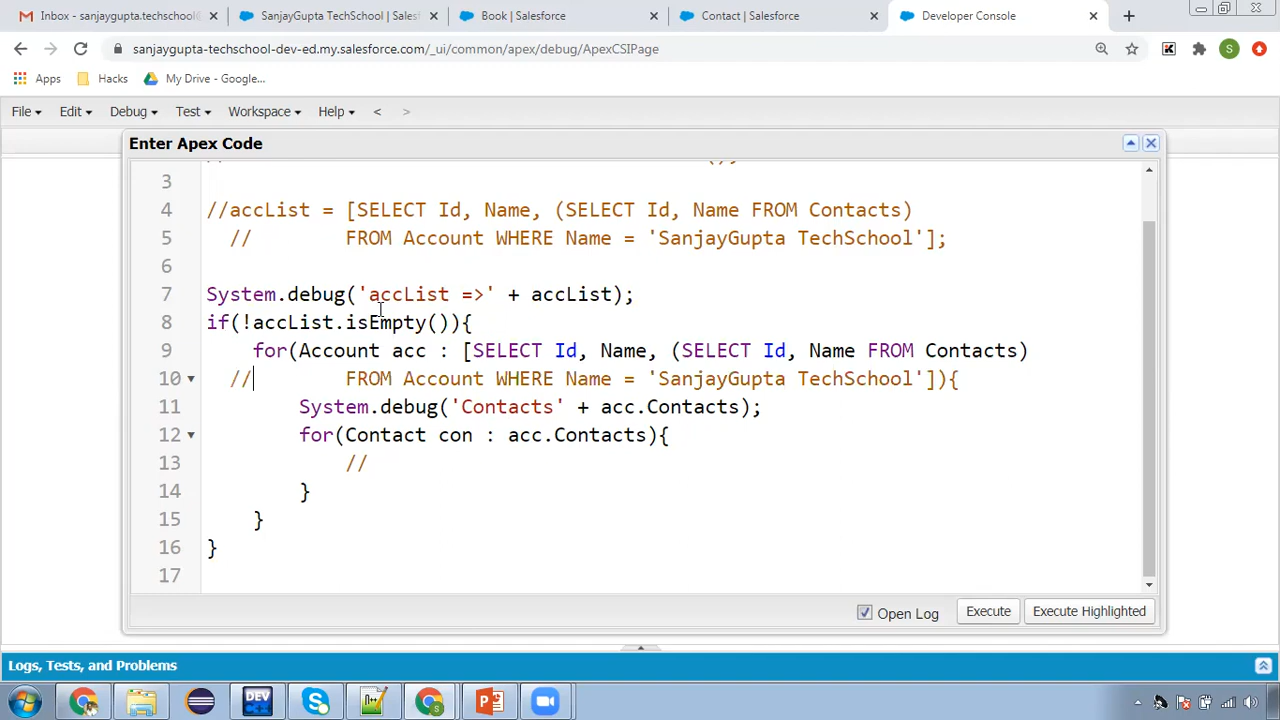 Inbox - sanjaygupta.techschool(
SanjayGupta TechSchool | Salesf
Book | Salesforce
Contact | Salesforce
Developer Console
sanjaygupta-techschool-dev-ed.my.salesforce.com/_ui/common/apex/debug/ApexCSIPage
S
Apps
Hacks
My Drive - Google...
File
Edit
Debug
Test
Workspace
Help
<
>
Enter Apex Code
3
4 //accList = [SELECT Id, Name, (SELECT Id, Name FROM Contacts)
5 // FROM Account WHERE Name = 'SanjayGupta TechSchool'];
6
7 System.debug('accList =>' + accList);
8 if(!accList.isEmpty()){
9 for(Account acc : [SELECT Id, Name, (SELECT Id, Name FROM Contacts)
10 // FROM Account WHERE Name = 'SanjayGupta TechSchool']){
11 System.debug('Contacts' + acc.Contacts);
12 for(Contact con : acc.Contacts){
13 //
14 }
15 }
16 }
17
Open Log
Execute
Execute Highlighted
Logs, Tests, and Problems
DEV